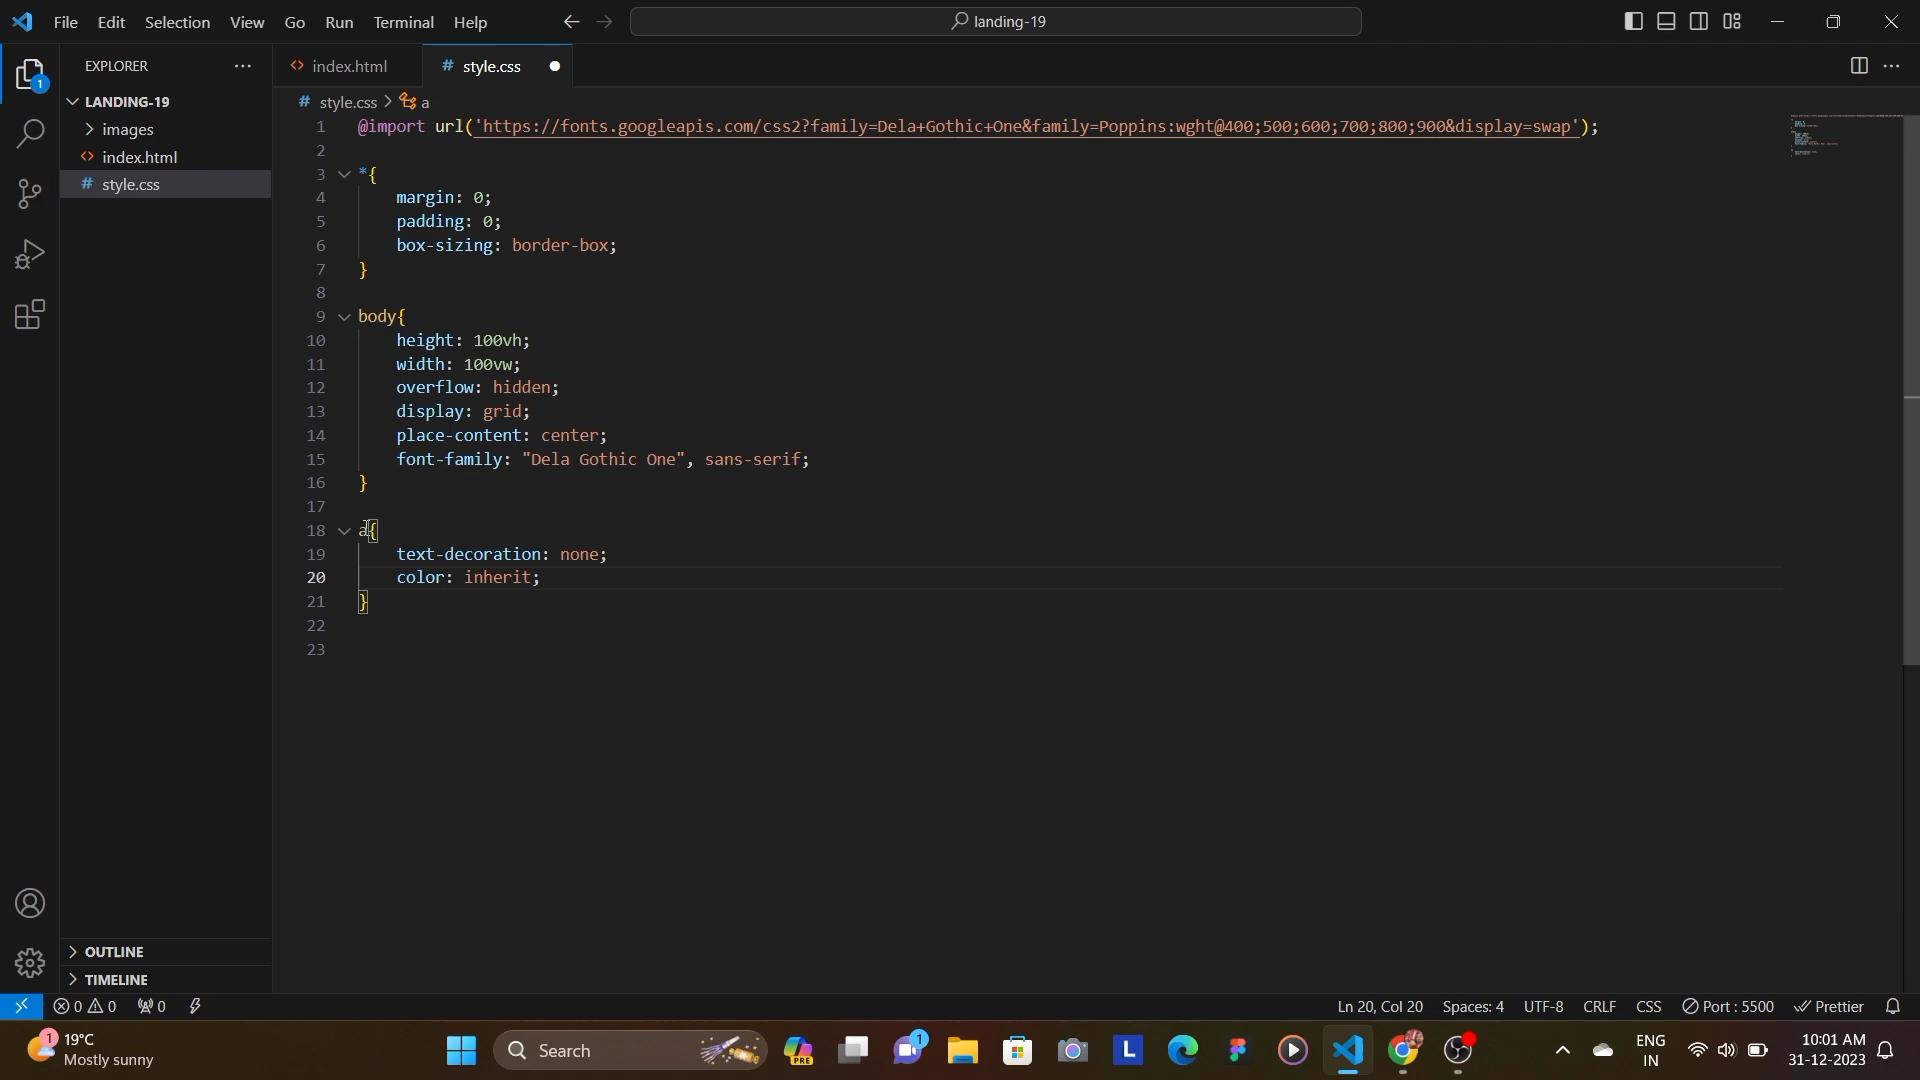 File Edit Selection View Go Run Terminal Help
landing-19
EXPLORER
index.html
# style.css
1
LANDING-19
images
index.html
# style.css
# style.css > a
1 @import url('https://fonts.googleapis.com/css2?family=Dela+Gothic+One&family=Poppins:wght@400;500;600;700;800;900&display=swap');
2
3 *{
4 margin: 0;
5 padding: 0;
6 box-sizing: border-box;
7 }
8
9 body{
10 height: 100vh;
11 width: 100vw;
12 overflow: hidden;
13 display: grid;
14 place-content: center;
15 font-family: "Dela Gothic One", sans-serif;
16 }
17
18 a{
19 text-decoration: none;
20 color: inherit;
21 }
22
23
OUTLINE
TIMELINE
0 0 0 Ln 20, Col 20 Spaces: 4 UTF-8 CRLF CSS Port : 5500 Prettier
1 19°C
Mostly sunny
Search
PRE
1
L
ENG
IN
10:01 AM
31-12-2023